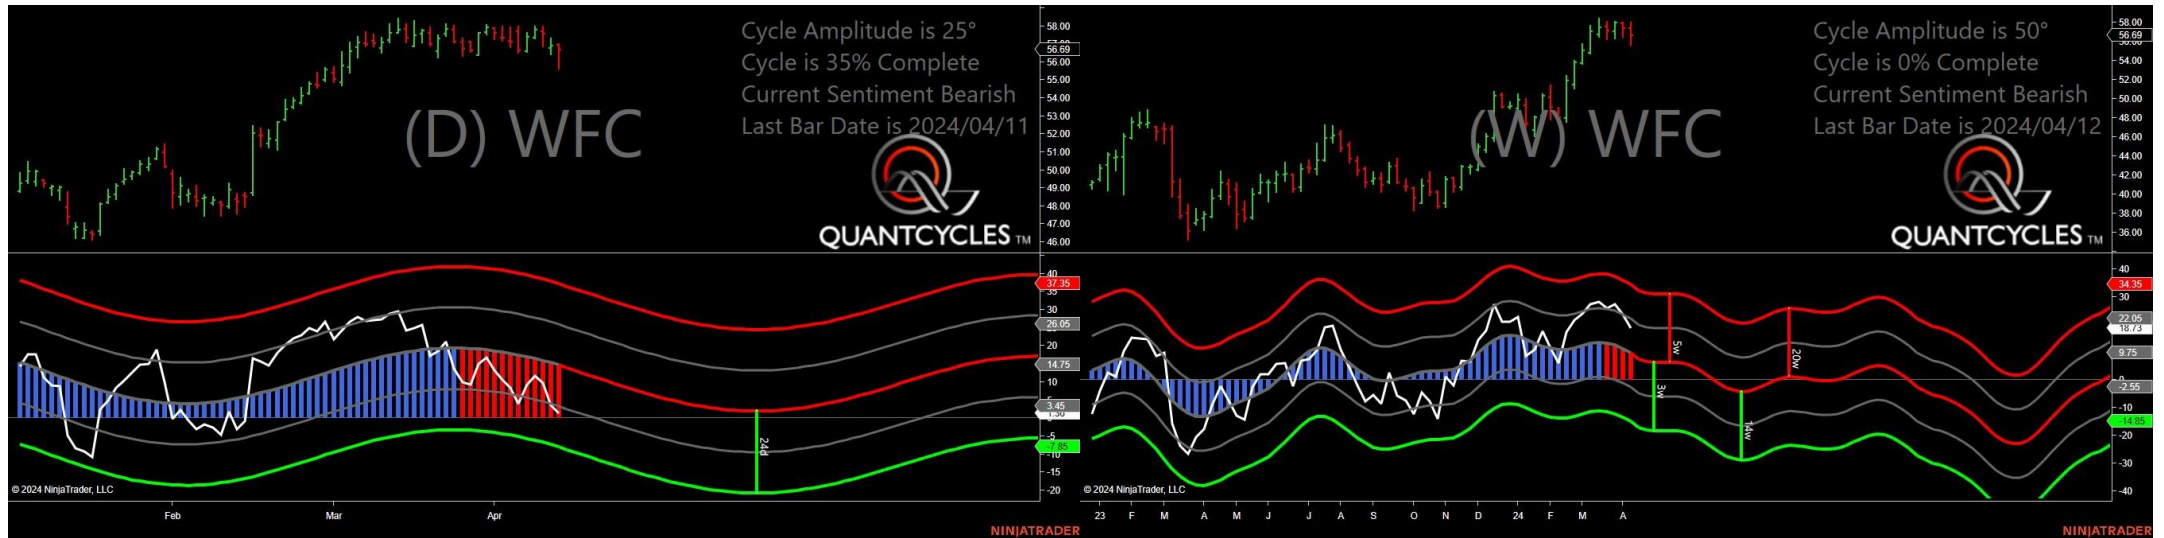 Cycle Amplitude is 25°
Cycle is 35% Complete
Current Sentiment Bearish
Last Bar Date is 2024/04/11
(D) WFC
QUANTCYCLES TM
58.00
56.69
56.00
55.00
54.00
53.00
52.00
51.00
50.00
49.00
48.00
47.00
46.00
40
37.35
35
30
26.05
20
14.75
10
3.45
-5
-7.85
-10
-15
-20
24d
© 2024 NinjaTrader, LLC
Feb Mar Apr
NINJATRADER
Cycle Amplitude is 50°
Cycle is 0% Complete
Current Sentiment Bearish
Last Bar Date is 2024/04/12
(W) WFC
QUANTCYCLES TM
58.00
56.69
54.00
52.00
50.00
48.00
46.00
44.00
42.00
40.00
38.00
36.00
40
34.35
30
22.05
18.73
9.75
-2.55
-10
-14.85
-20
-30
-40
5w
20w
3w
14w
© 2024 NinjaTrader, LLC
23 F M A M J J A S O N D 24 F M A
NINJATRADER